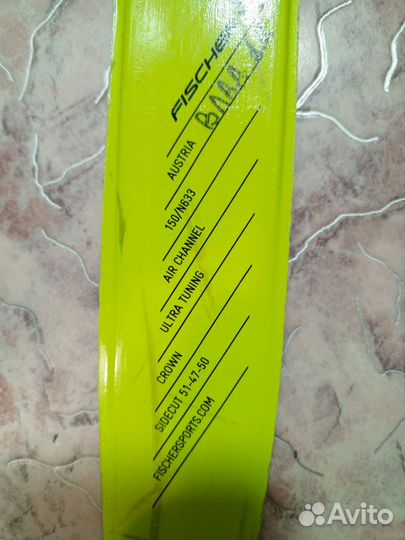 FISCHER
AUSTRIA
150/N633
AIR CHANNEL
ULTRA TUNING
CROWN
SIDECUT 51-47-50
FISCHERSPORTS.COM
Avito